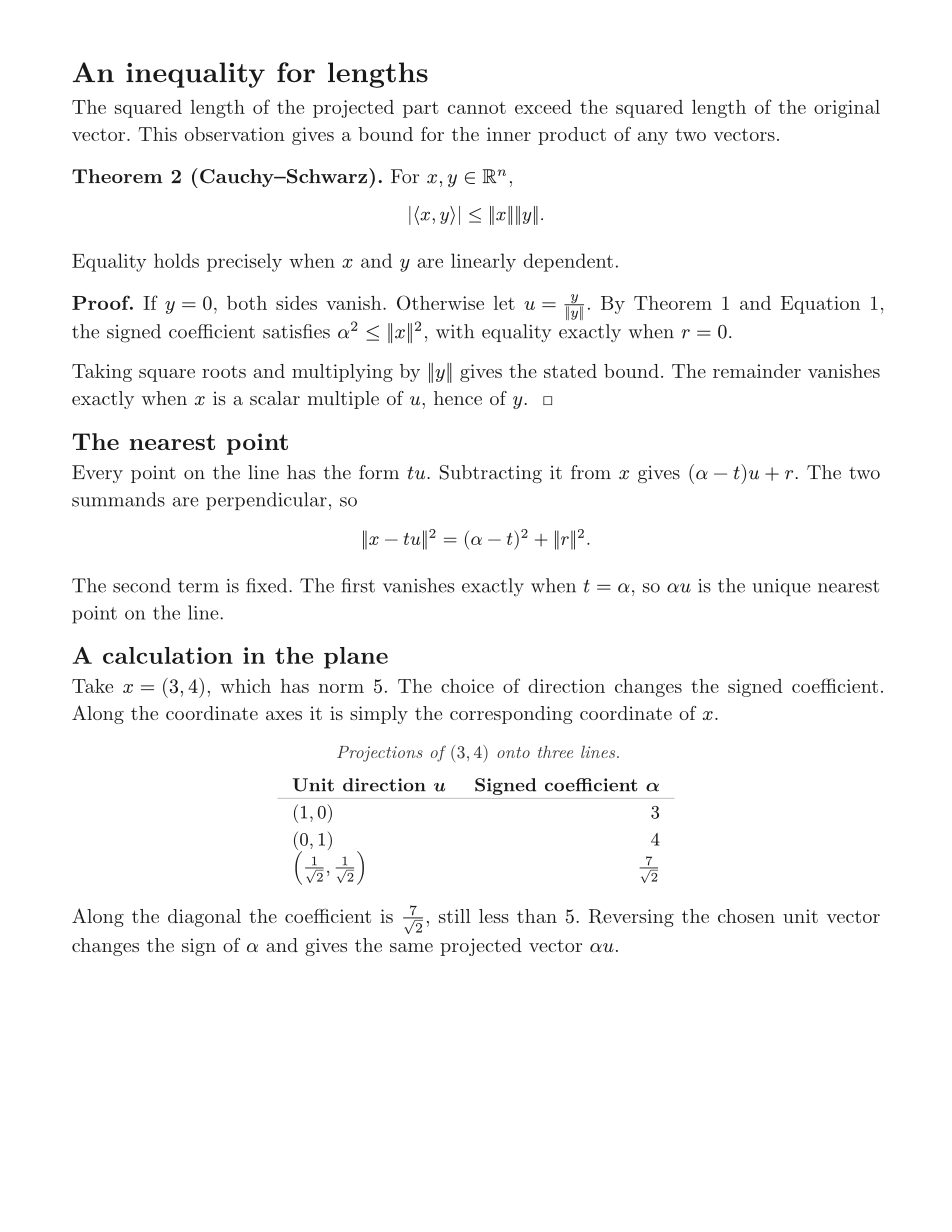 An inequality for lengths
The squared length of the projected part cannot exceed the squared length of the original
vector. This observation gives a bound for the inner product of any two vectors.
Theorem 2 (Cauchy–Schwarz). For x, y ∈ ℝⁿ,
|⟨x, y⟩| ≤ ‖x‖‖y‖.
Equality holds precisely when x and y are linearly dependent.
Proof. If y = 0, both sides vanish. Otherwise let u = y/‖y‖. By Theorem 1 and Equation 1,
the signed coefficient satisfies α² ≤ ‖x‖², with equality exactly when r = 0.
Taking square roots and multiplying by ‖y‖ gives the stated bound. The remainder vanishes
exactly when x is a scalar multiple of u, hence of y. □
The nearest point
Every point on the line has the form tu. Subtracting it from x gives (α − t)u + r. The two
summands are perpendicular, so
‖x − tu‖² = (α − t)² + ‖r‖².
The second term is fixed. The first vanishes exactly when t = α, so αu is the unique nearest
point on the line.
A calculation in the plane
Take x = (3, 4), which has norm 5. The choice of direction changes the signed coefficient.
Along the coordinate axes it is simply the corresponding coordinate of x.
Projections of (3, 4) onto three lines.
Unit direction u Signed coefficient α
(1, 0) 3
(0, 1) 4
(1/√2, 1/√2) 7/√2
Along the diagonal the coefficient is 7/√2, still less than 5. Reversing the chosen unit vector
changes the sign of α and gives the same projected vector αu.